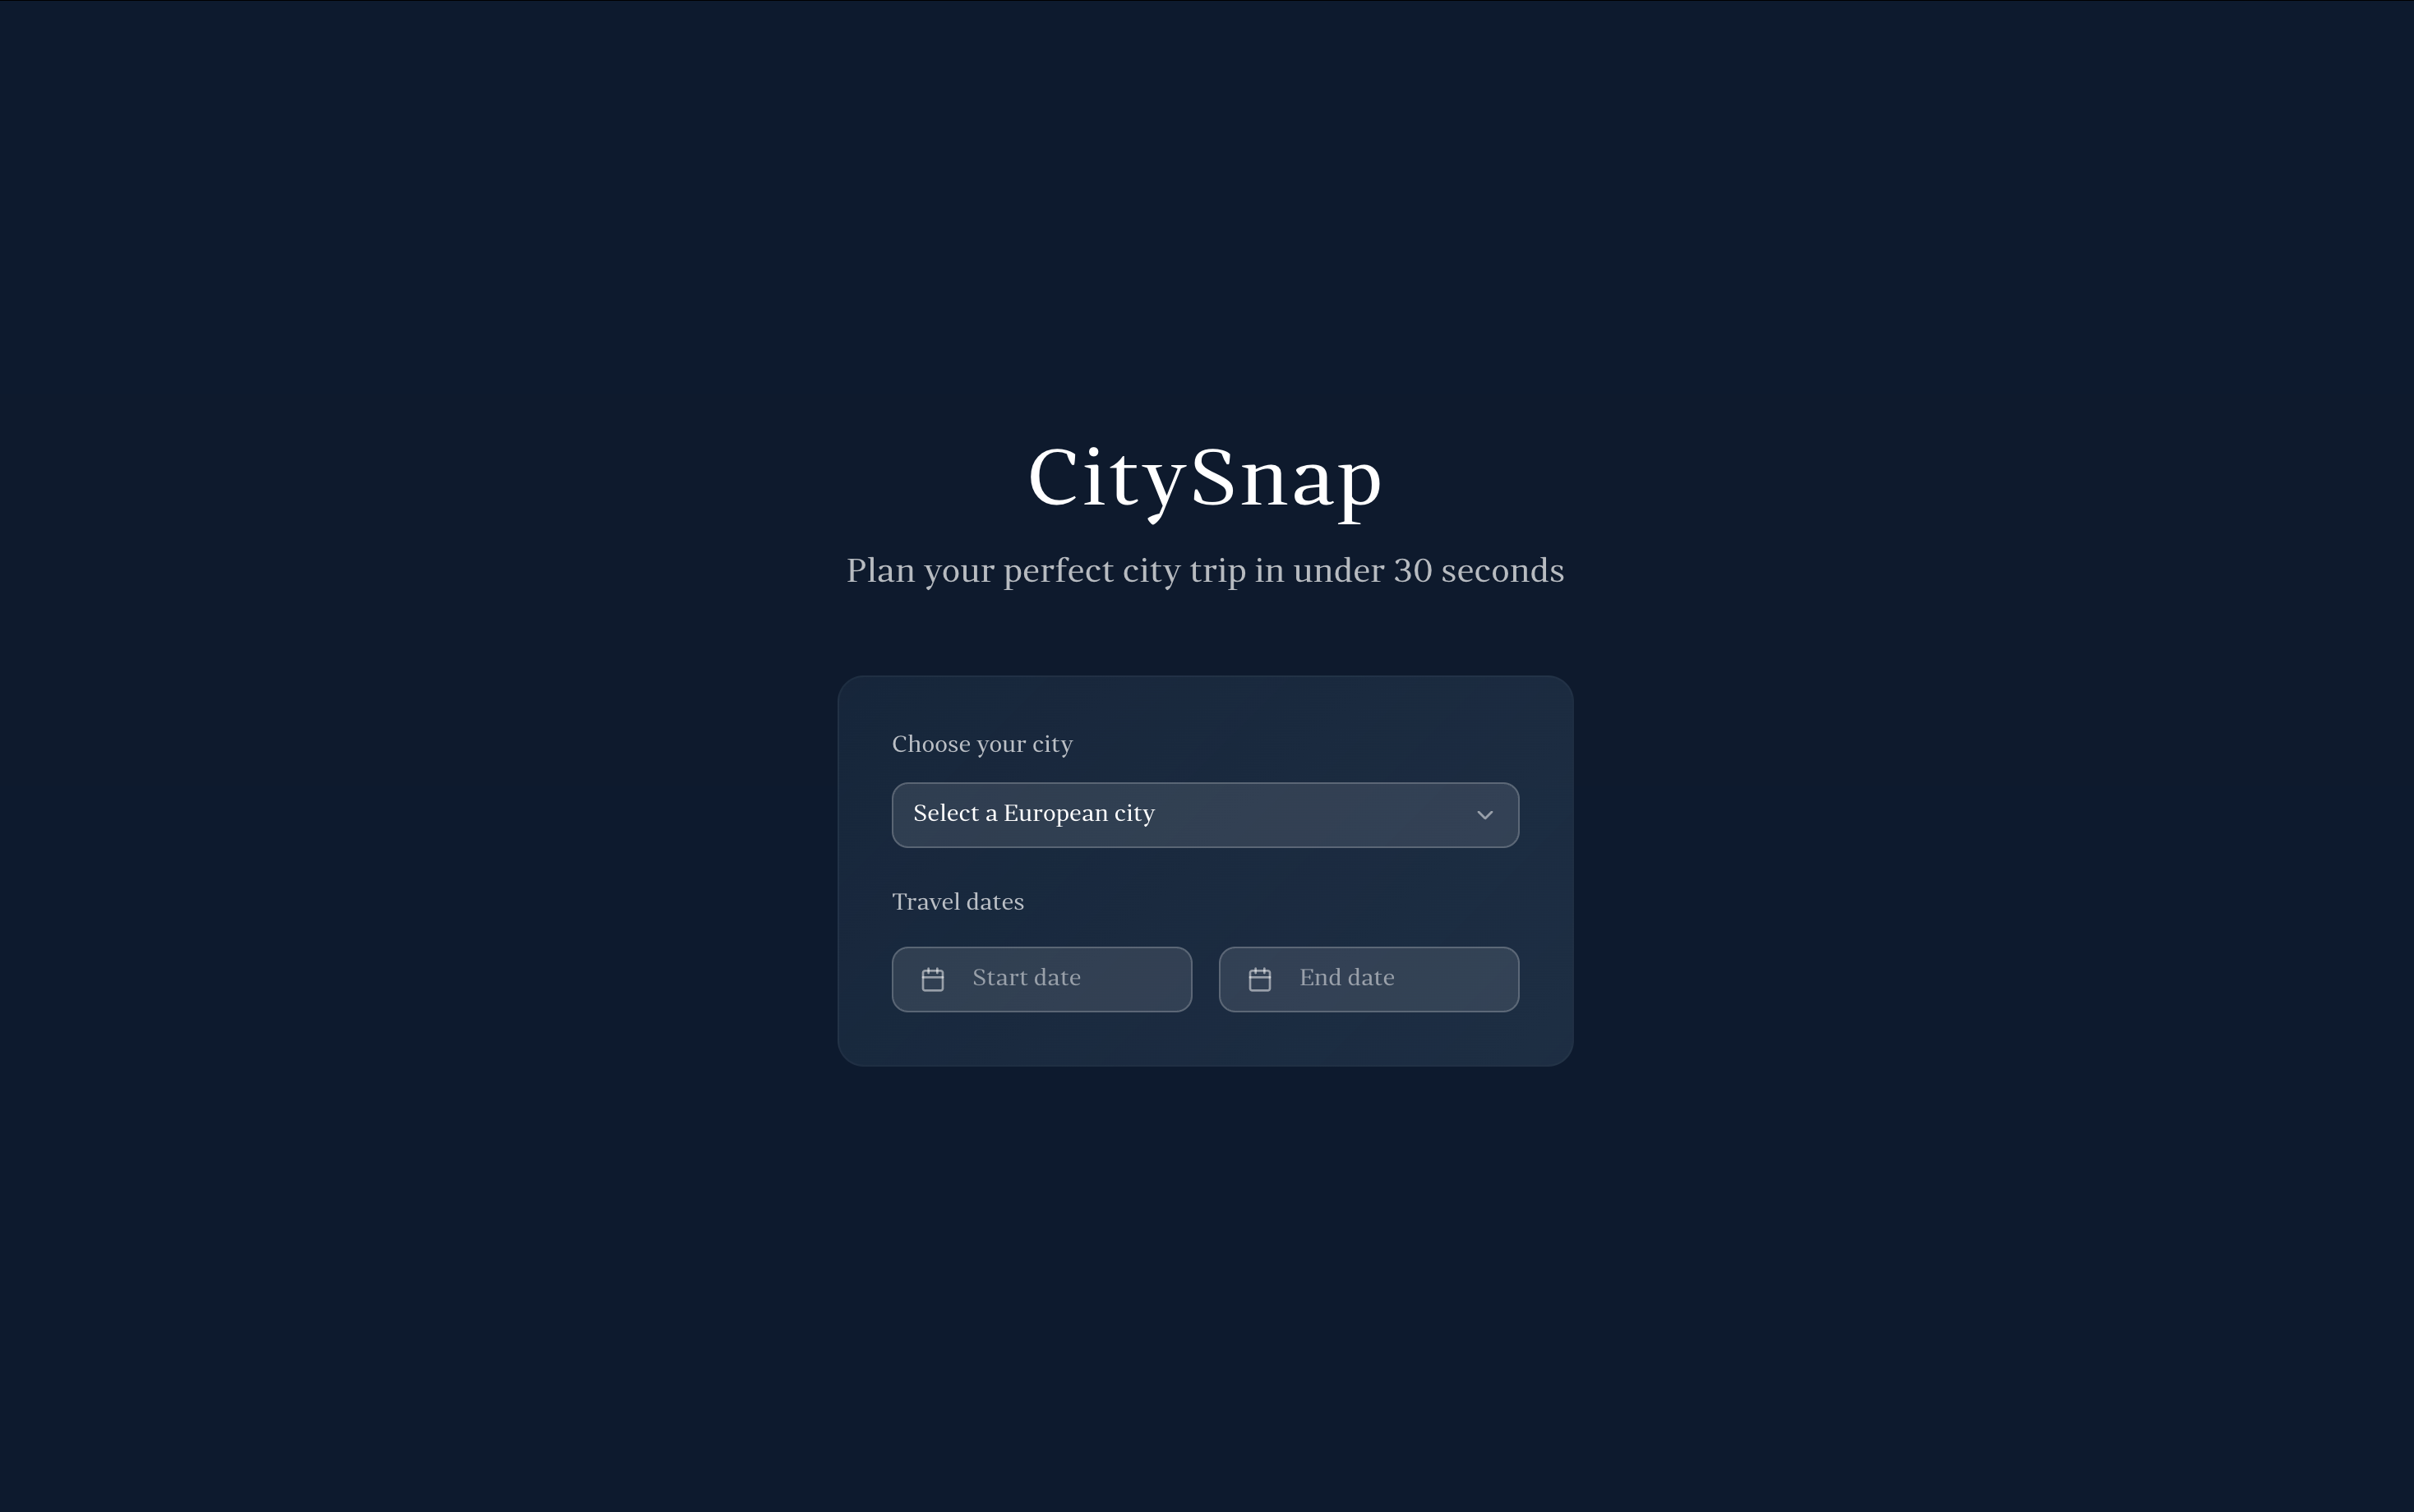 CitySnap
Plan your perfect city trip in under 30 seconds
Choose your city
Select a European city
Travel dates
Start date
End date